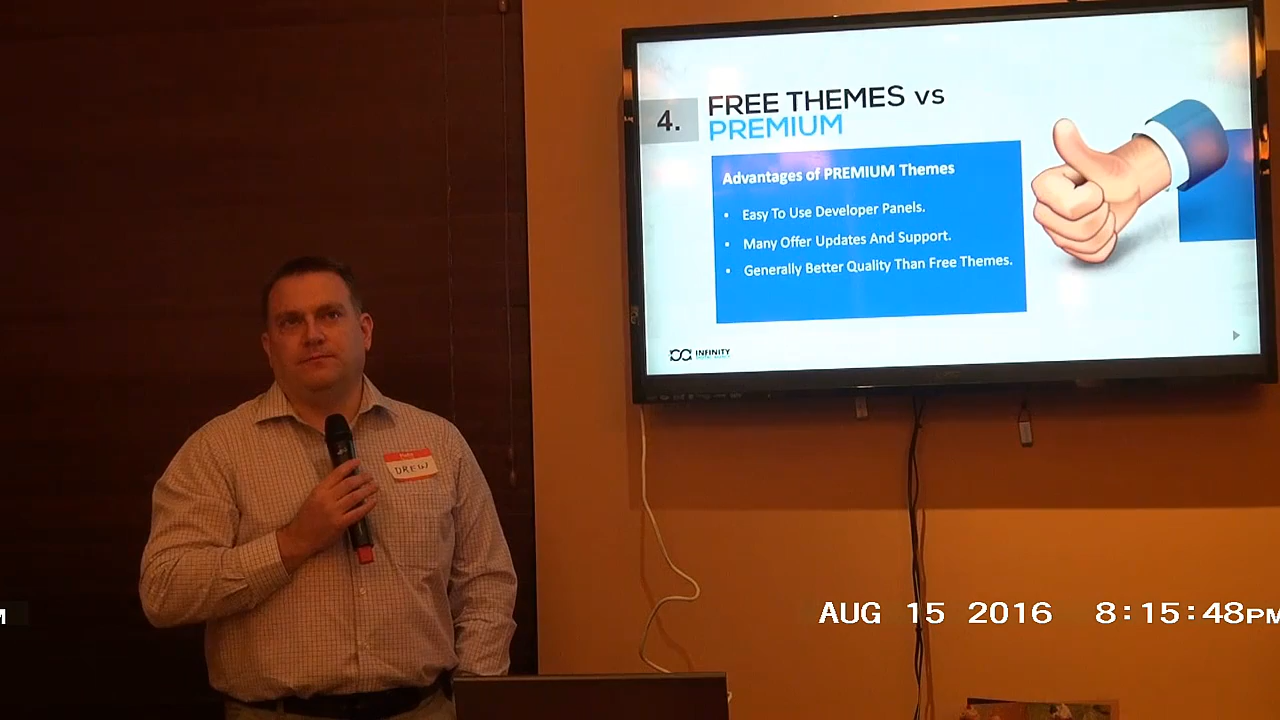 4.
FREE THEMES vs
PREMIUM
Advantages of PREMIUM Themes
• Easy To Use Developer Panels.
• Many Offer Updates And Support.
• Generally Better Quality Than Free Themes.
INFINITY
DREW
M
AUG 15 2016 8:15:48PM